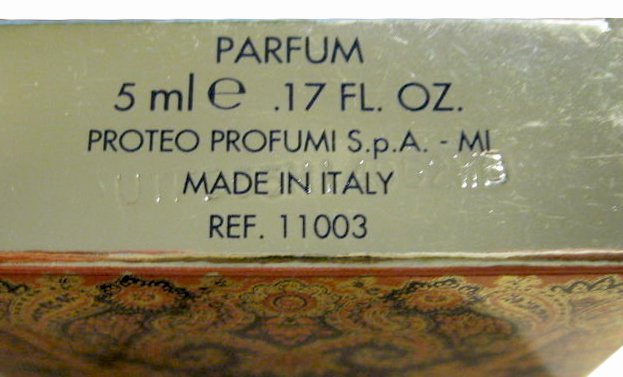 PARFUM
5 ml ℮ .17 FL. OZ.
PROTEO PROFUMI S.p.A. - MI
MADE IN ITALY
REF. 11003